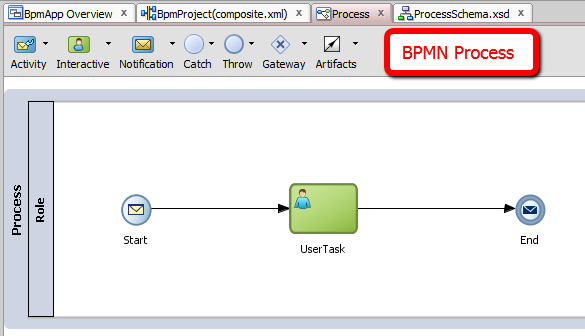 BpmApp Overview
BpmProject(composite.xml)
Process
ProcessSchema.xsd
Activity
Interactive
Notification
Catch
Throw
Gateway
Artifacts
BPMN Process
Process
Role
Start
UserTask
End